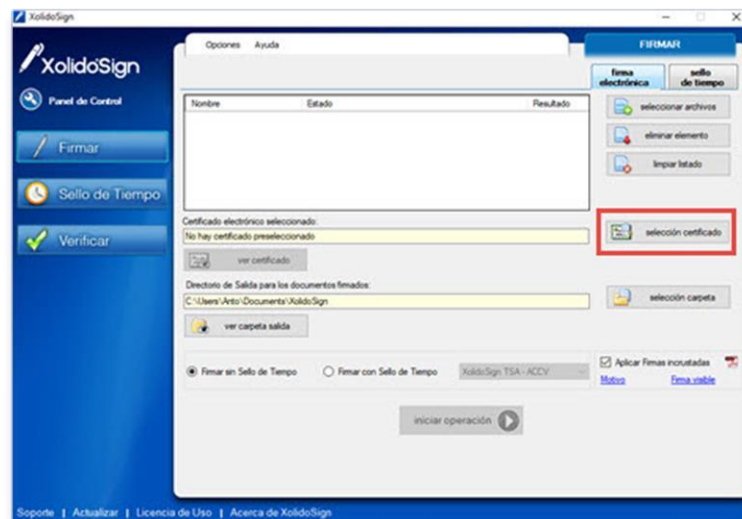 XolidoSign
Opciones Ayuda
FIRMAR
XolidoSign
firma electrónica
sello de tiempo
Panel de Control
Nombre Estado Resultado
seleccionar archivos
eliminar elemento
limpiar listado
Firmar
Sello de Tiempo
Verificar
Certificado electrónico seleccionado:
No hay certificado preseleccionado
selección certificado
ver certificado
Directorio de Salida para los documentos firmados:
C:\Users\Anto\Documents\XolidoSign
selección carpeta
ver carpeta salida
Firmar sin Sello de Tiempo Firmar con Sello de Tiempo XolidoSign TSA - ACCV
Aplicar Firmas incrustadas
Motivo Firma visible
iniciar operación
Soporte | Actualizar | Licencia de Uso | Acerca de XolidoSign